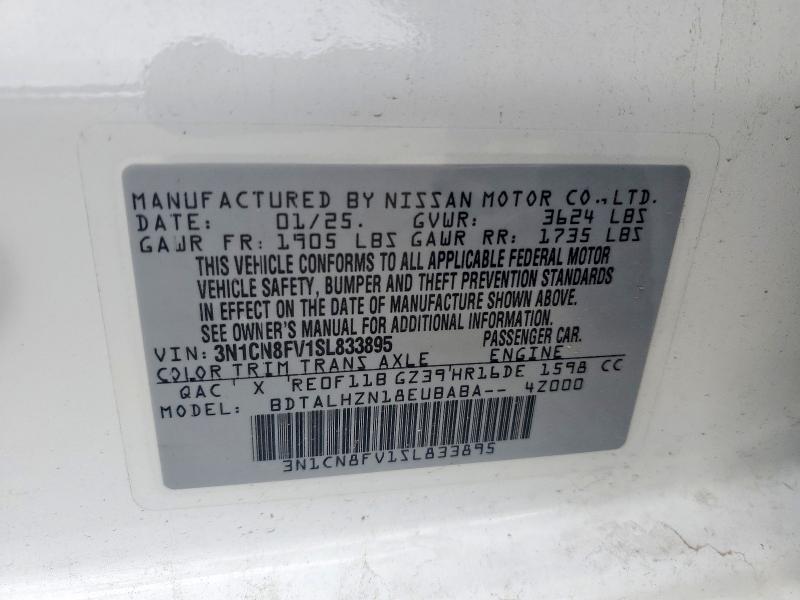 MANUFACTURED BY NISSAN MOTOR CO.,LTD.
DATE: 01/25. GVWR: 3624 LBS
GAWR FR: 1905 LBS GAWR RR: 1735 LBS
THIS VEHICLE CONFORMS TO ALL APPLICABLE FEDERAL MOTOR
VEHICLE SAFETY, BUMPER AND THEFT PREVENTION STANDARDS
IN EFFECT ON THE DATE OF MANUFACTURE SHOWN ABOVE.
SEE OWNER'S MANUAL FOR ADDITIONAL INFORMATION.
VIN: 3N1CN8FV1SL833895 PASSENGER CAR.
COLOR TRIM TRANS AXLE ENGINE
QAC X RE0F11B GZ39 HR16DE 1598 CC
MODEL: BDTALHZN18EUBABA-- 4Z000
3N1CN8FV1SL833895